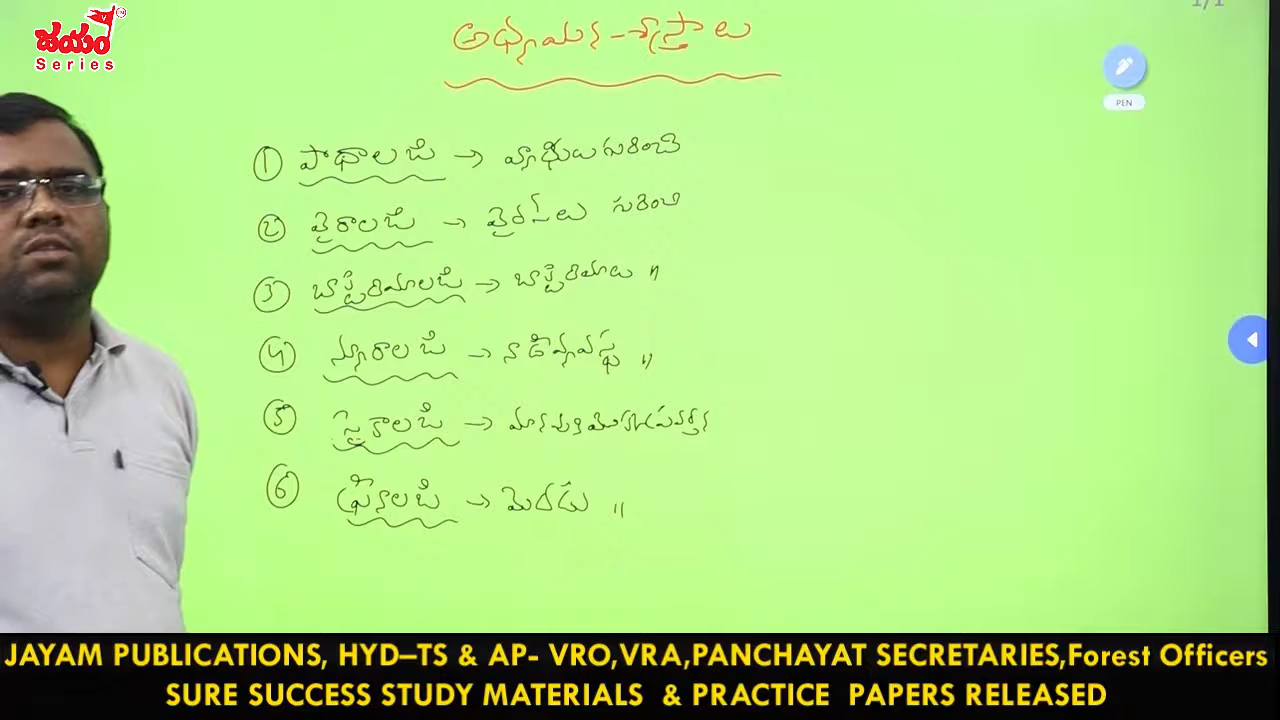 జయం
Series
1/1
అధ్యయన - శాస్త్రాలు
PEN
① పాథాలజి → వ్యాధులు గురించి
② వైరాలజి → వైరస్‌లు గురించి
③ బాక్టీరియాలజి → బాక్టీరియాలు "
④ న్యూరాలజి → నాడీవ్యవస్థ "
⑤ సైకాలజి →
⑥ ఫ్రీనాలజి → మెదడు "
JAYAM PUBLICATIONS, HYD–TS & AP- VRO,VRA,PANCHAYAT SECRETARIES,Forest Officers
SURE SUCCESS STUDY MATERIALS & PRACTICE PAPERS RELEASED